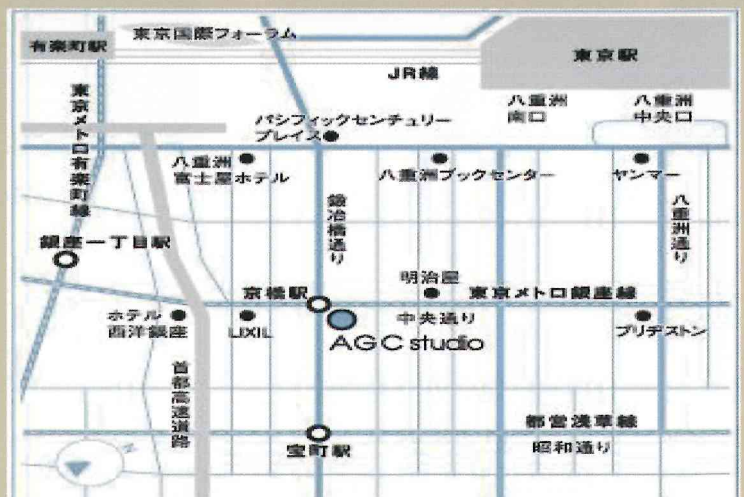 有楽町駅
東京国際フォーラム
東京駅
JR線
東京メトロ有楽町線
パシフィックセンチュリー
プレイス
八重洲
南口
八重洲
中央口
八重洲
富士屋ホテル
八重洲ブックセンター
ヤンマー
鍛冶橋通り
八重洲通り
銀座一丁目駅
京橋駅
明治屋
東京メトロ銀座線
ホテル
西洋銀座
LIXIL
中央通り
ブリヂストン
AGC studio
首都高速道路
都営浅草線
宝町駅
昭和通り
N